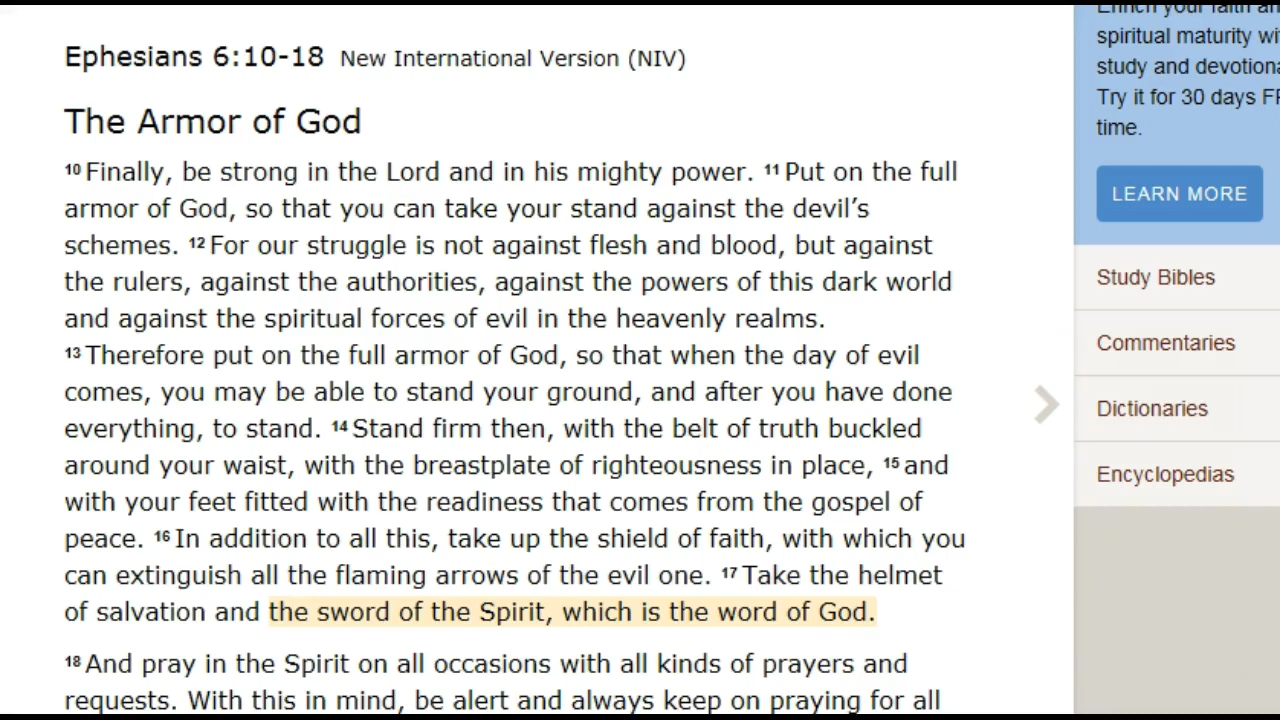 Ephesians 6:10-18 New International Version (NIV)
The Armor of God
10 Finally, be strong in the Lord and in his mighty power. 11 Put on the full
armor of God, so that you can take your stand against the devil’s
schemes. 12 For our struggle is not against flesh and blood, but against
the rulers, against the authorities, against the powers of this dark world
and against the spiritual forces of evil in the heavenly realms.
13 Therefore put on the full armor of God, so that when the day of evil
comes, you may be able to stand your ground, and after you have done
everything, to stand. 14 Stand firm then, with the belt of truth buckled
around your waist, with the breastplate of righteousness in place, 15 and
with your feet fitted with the readiness that comes from the gospel of
peace. 16 In addition to all this, take up the shield of faith, with which you
can extinguish all the flaming arrows of the evil one. 17 Take the helmet
of salvation and the sword of the Spirit, which is the word of God.
18 And pray in the Spirit on all occasions with all kinds of prayers and
requests. With this in mind, be alert and always keep on praying for all
Enrich your faith an
spiritual maturity wi
study and devotiona
Try it for 30 days
time.
LEARN MORE
Study Bibles
Commentaries
Dictionaries
Encyclopedias